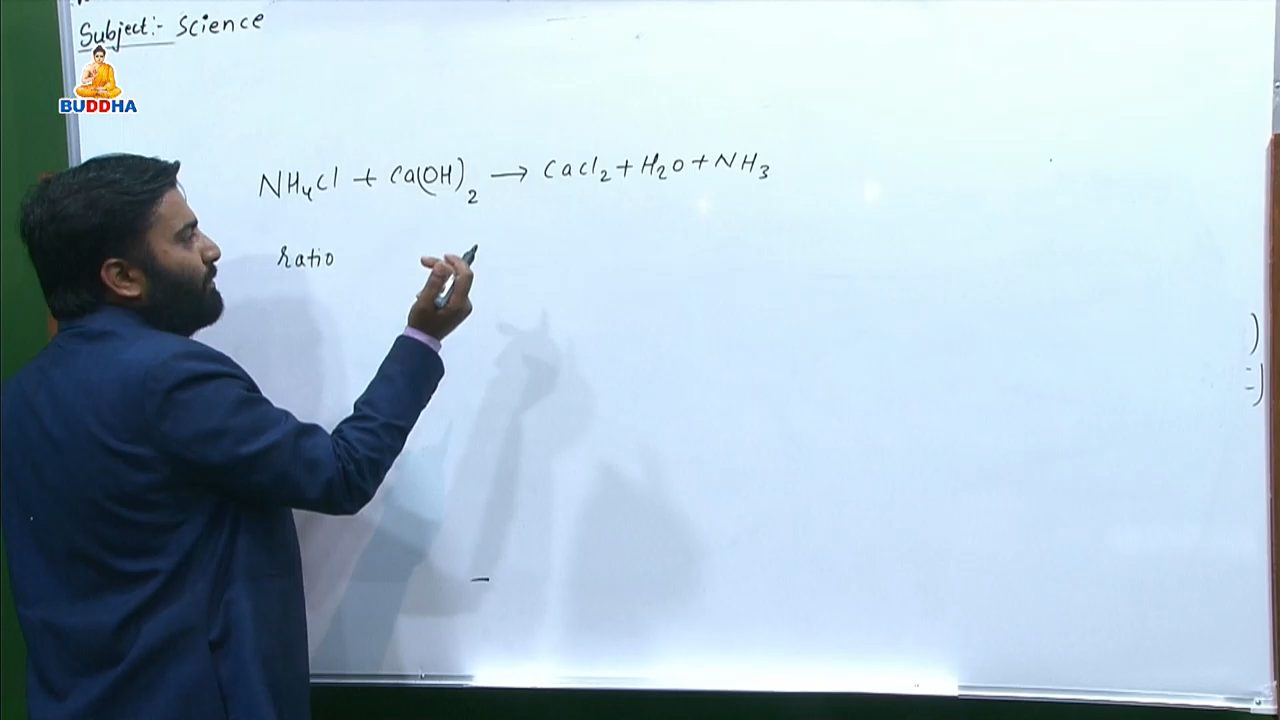 Subject:- Science
BUDDHA
NH4Cl + Ca(OH)2 → CaCl2 + H2O + NH3
ratio